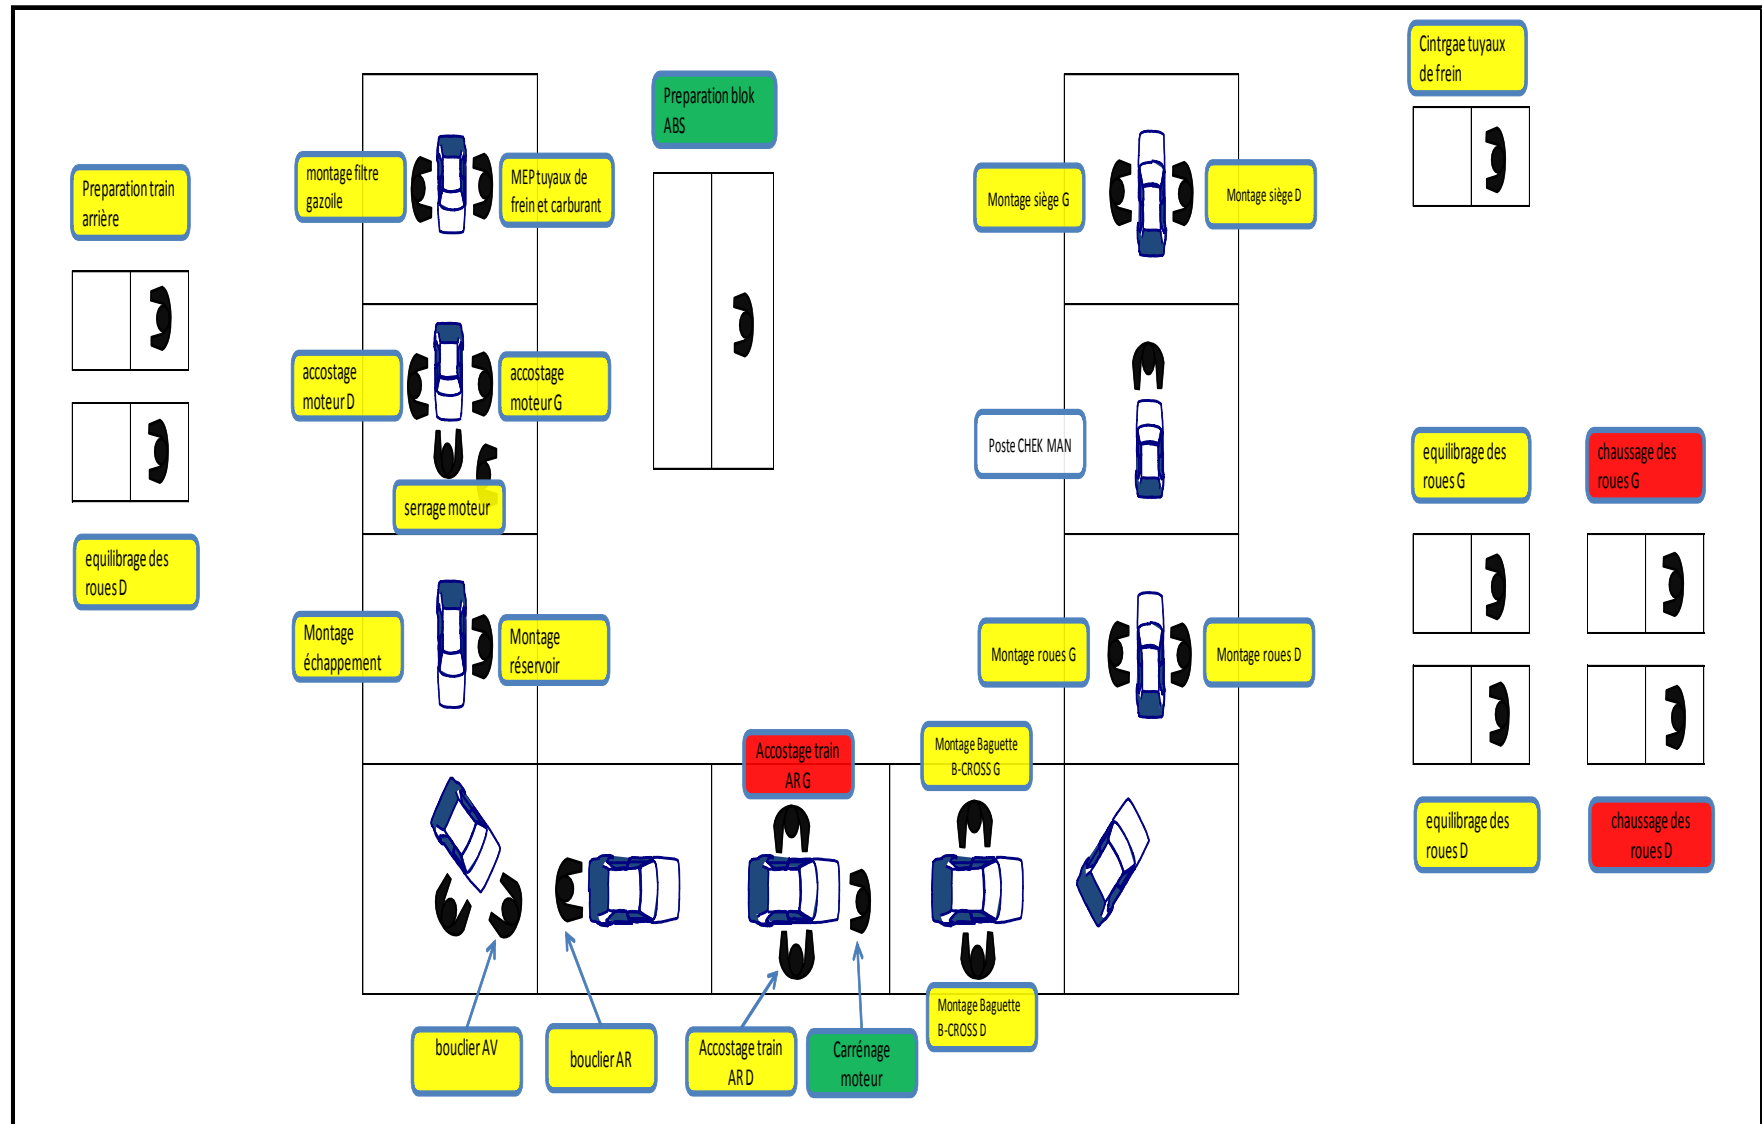 Cintrgae tuyaux
de frein
Preparation blok
ABS
Preparation train
arrière
montage filtre
gazoile
MEP tuyaux de
frein et carburant
Montage siège G
Montage siège D
accostage
moteur D
accostage
moteur G
serrage moteur
Poste CHEK MAN
equilibrage des
roues G
chaussage des
roues G
equilibrage des
roues D
Montage
échappement
Montage
réservoir
Montage roues G
Montage roues D
Accostage train
AR G
Montage Baguette
B-CROSS G
equilibrage des
roues D
chaussage des
roues D
Montage Baguette
B-CROSS D
bouclier AV
bouclier AR
Accostage train
AR D
Carrénage
moteur